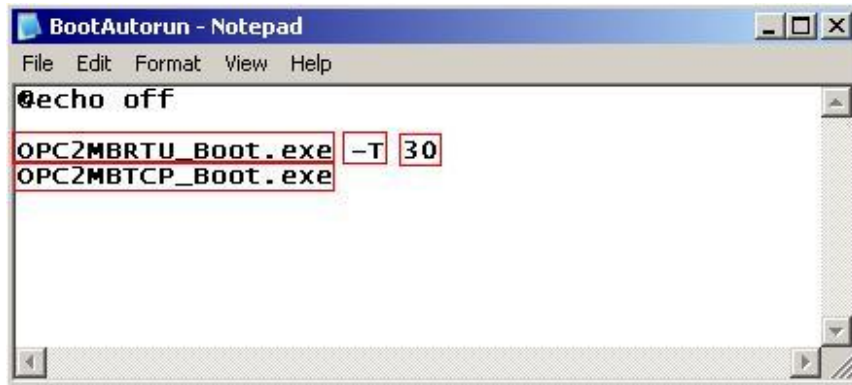 BootAutorun - Notepad
File Edit Format View Help
@echo off
OPC2MBRTU_Boot.exe -T 30
OPC2MBTCP_Boot.exe